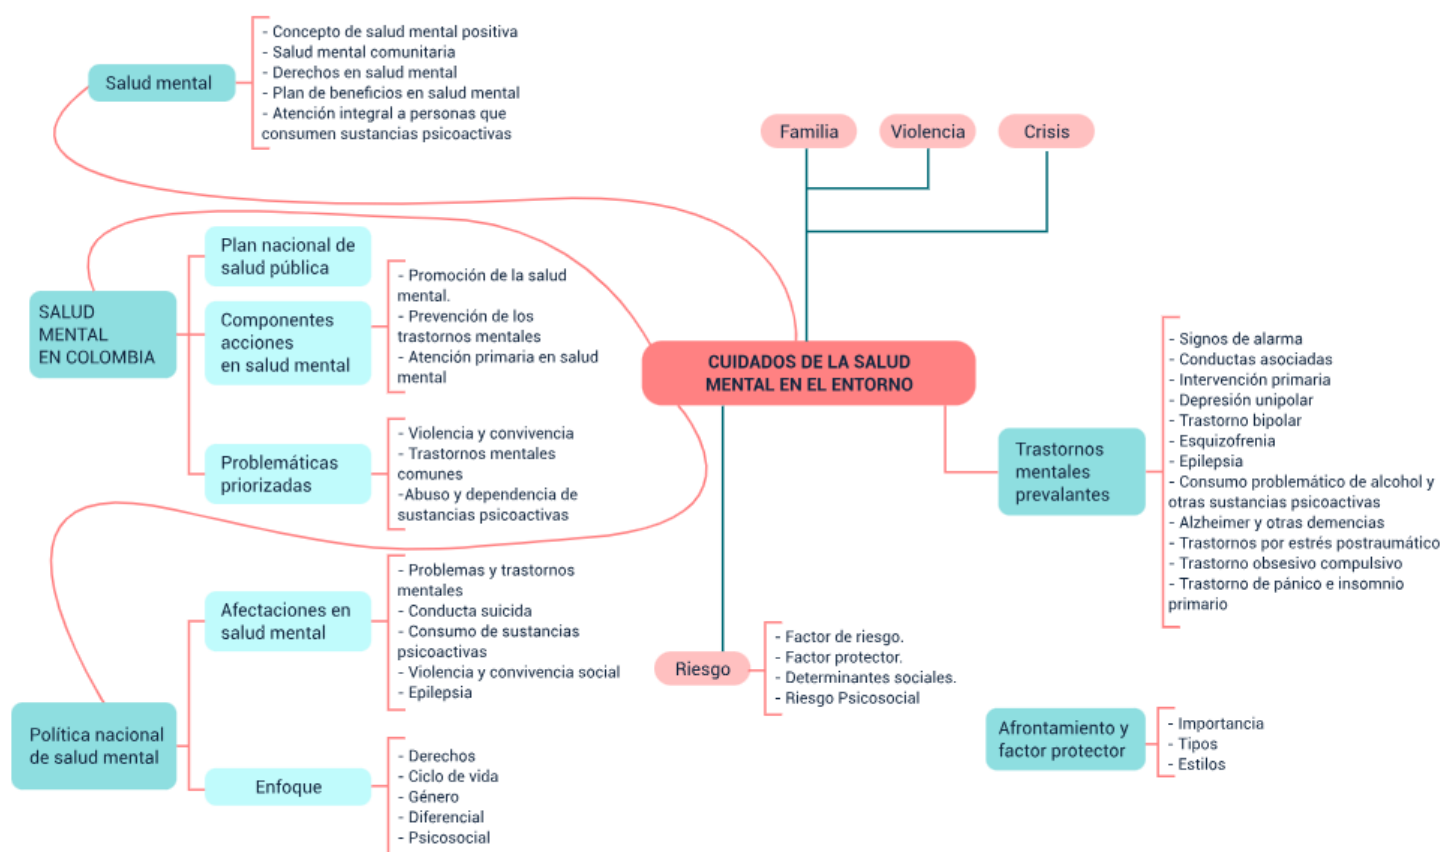 Salud mental
- Concepto de salud mental positiva
- Salud mental comunitaria
- Derechos en salud mental
- Plan de beneficios en salud mental
- Atención integral a personas que
consumen sustancias psicoactivas
Familia
Violencia
Crisis
SALUD
MENTAL
EN COLOMBIA
Plan nacional de
salud pública
Componentes
acciones
en salud mental
- Promoción de la salud
mental.
- Prevención de los
trastornos mentales
- Atención primaria en salud
mental
Problemáticas
priorizadas
- Violencia y convivencia
- Trastornos mentales
comunes
-Abuso y dependencia de
sustancias psicoactivas
CUIDADOS DE LA SALUD
MENTAL EN EL ENTORNO
Trastornos
mentales
prevalantes
- Signos de alarma
- Conductas asociadas
- Intervención primaria
- Depresión unipolar
- Trastorno bipolar
- Esquizofrenia
- Epilepsia
- Consumo problemático de alcohol y
otras sustancias psicoactivas
- Alzheimer y otras demencias
- Trastornos por estrés postraumático
- Trastorno obsesivo compulsivo
- Trastorno de pánico e insomnio
primario
Política nacional
de salud mental
Afectaciones en
salud mental
- Problemas y trastornos
mentales
- Conducta suicida
- Consumo de sustancias
psicoactivas
- Violencia y convivencia social
- Epilepsia
Enfoque
- Derechos
- Ciclo de vida
- Género
- Diferencial
- Psicosocial
Riesgo
- Factor de riesgo.
- Factor protector.
- Determinantes sociales.
- Riesgo Psicosocial
Afrontamiento y
factor protector
- Importancia
- Tipos
- Estilos